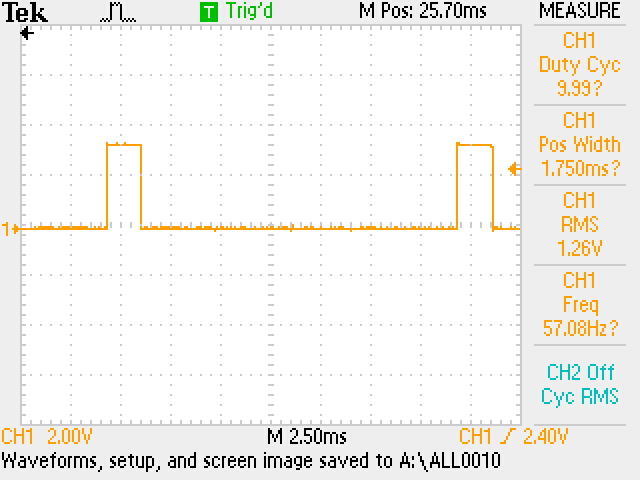 Tek T Trig'd M Pos: 25.70ms MEASURE
CH1
Duty Cyc
9.99?
CH1
Pos Width
1.750ms?
CH1
RMS
1.26V
CH1
Freq
57.08Hz?
CH2 Off
Cyc RMS
1
CH1 2.00V M 2.50ms CH1 2.40V
Waveforms, setup, and screen image saved to A:\ALL0010